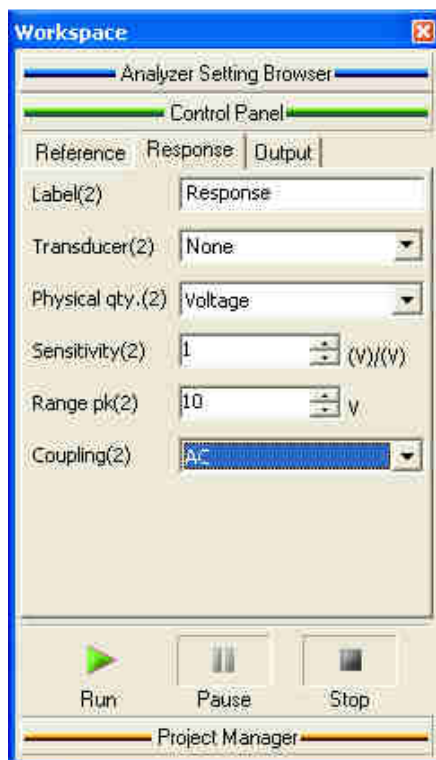 Workspace
Analyzer Setting Browser
Control Panel
Reference Response Output
Label(2) Response
Transducer(2) None
Physical qty.(2) Voltage
Sensitivity(2) 1 (V)/(V)
Range pk(2) 10 V
Coupling(2) AC
Run Pause Stop
Project Manager